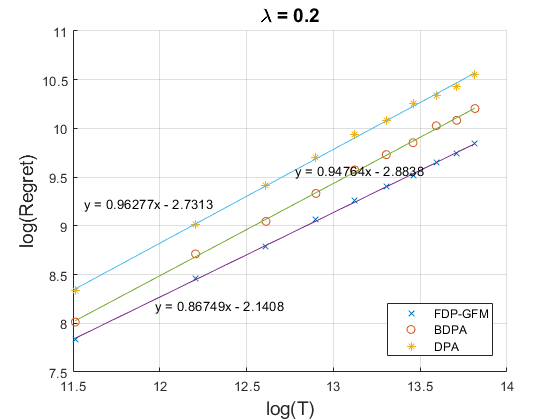 λ = 0.2
11
10.5
10
9.5
9
8.5
8
7.5
log(Regret)
y = 0.94764x - 2.8838
y = 0.96277x - 2.7313
y = 0.86749x - 2.1408
FDP-GFM
BDPA
DPA
11.5 12 12.5 13 13.5 14
log(T)